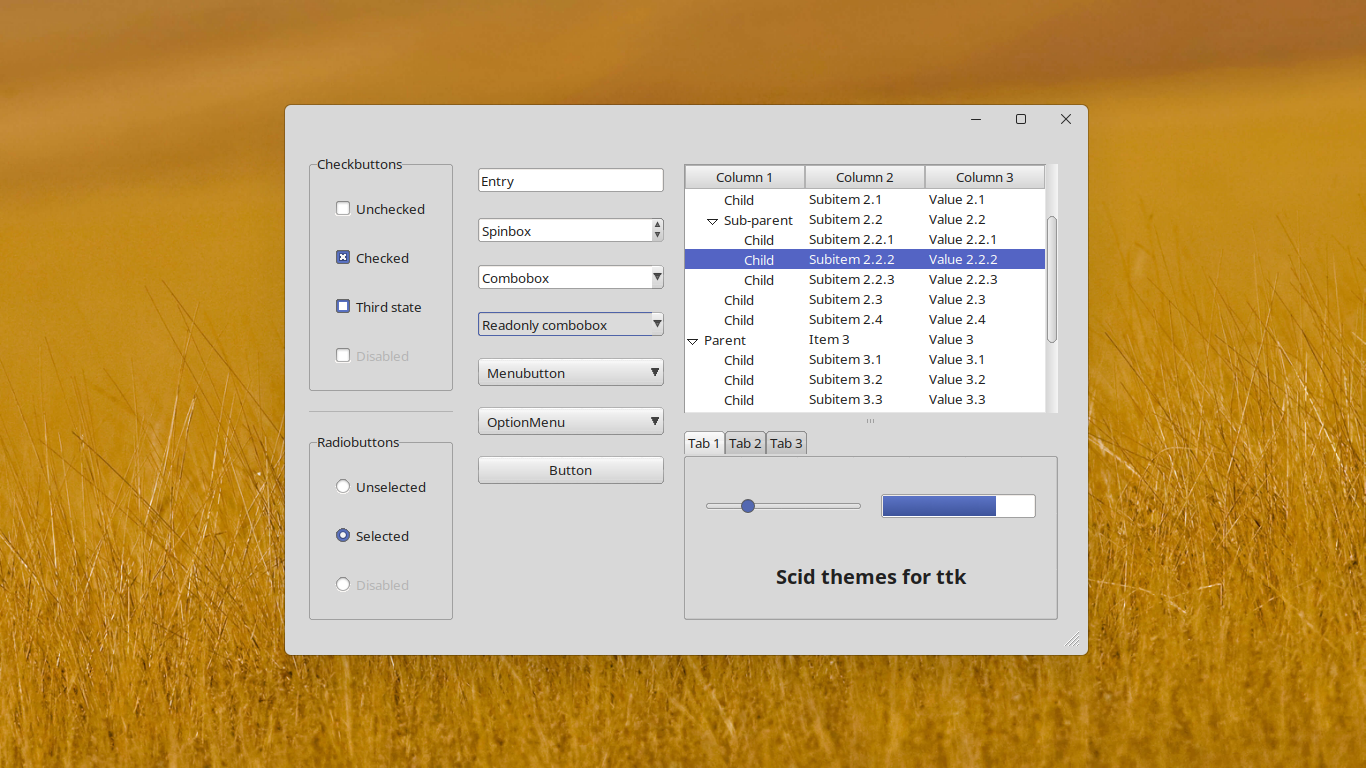 Checkbuttons
Unchecked
Checked
Third state
Disabled
Radiobuttons
Unselected
Selected
Disabled
Entry
Spinbox
Combobox
Readonly combobox
Menubutton
OptionMenu
Button
Column 1 Column 2 Column 3
Child Subitem 2.1 Value 2.1
Sub-parent Subitem 2.2 Value 2.2
Child Subitem 2.2.1 Value 2.2.1
Child Subitem 2.2.2 Value 2.2.2
Child Subitem 2.2.3 Value 2.2.3
Child Subitem 2.3 Value 2.3
Child Subitem 2.4 Value 2.4
Parent Item 3 Value 3
Child Subitem 3.1 Value 3.1
Child Subitem 3.2 Value 3.2
Child Subitem 3.3 Value 3.3
Tab 1 Tab 2 Tab 3
Scid themes for ttk